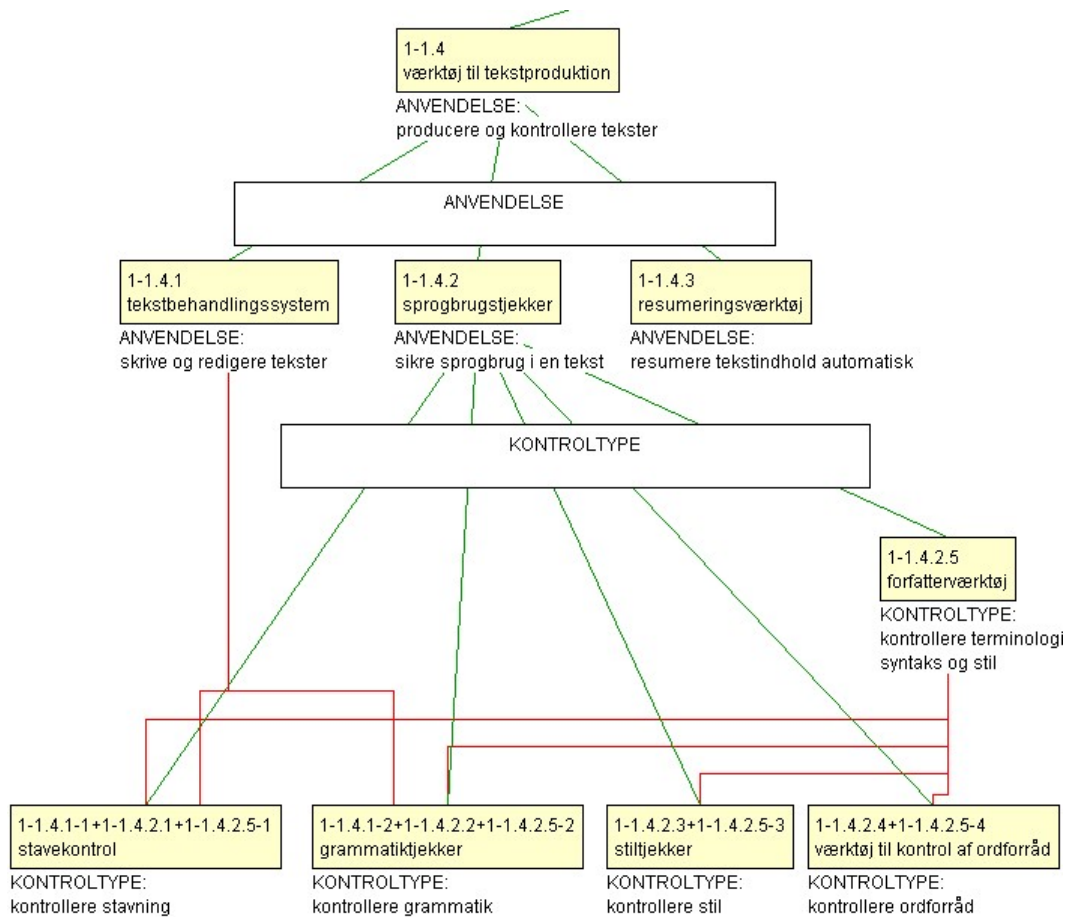 1-1.4
værktøj til tekstproduktion
ANVENDELSE:
producere og kontrollere tekster
ANVENDELSE
1-1.4.1
tekstbehandlingssystem
ANVENDELSE:
skrive og redigere tekster
1-1.4.2
sprogbrugstjekker
ANVENDELSE:
sikre sprogbrug i en tekst
1-1.4.3
resumeringsværktøj
ANVENDELSE:
resumere tekstindhold automatisk
KONTROLTYPE
1-1.4.2.5
forfatterværktøj
KONTROLTYPE:
kontrollere terminologi
syntaks og stil
1-1.4.1-1+1-1.4.2.1+1-1.4.2.5-1
stavekontrol
KONTROLTYPE:
kontrollere stavning
1-1.4.1-2+1-1.4.2.2+1-1.4.2.5-2
grammatiktjekker
KONTROLTYPE:
kontrollere grammatik
1-1.4.2.3+1-1.4.2.5-3
stiltjekker
KONTROLTYPE:
kontrollere stil
1-1.4.2.4+1-1.4.2.5-4
værktøj til kontrol af ordforråd
KONTROLTYPE:
kontrollere ordforråd